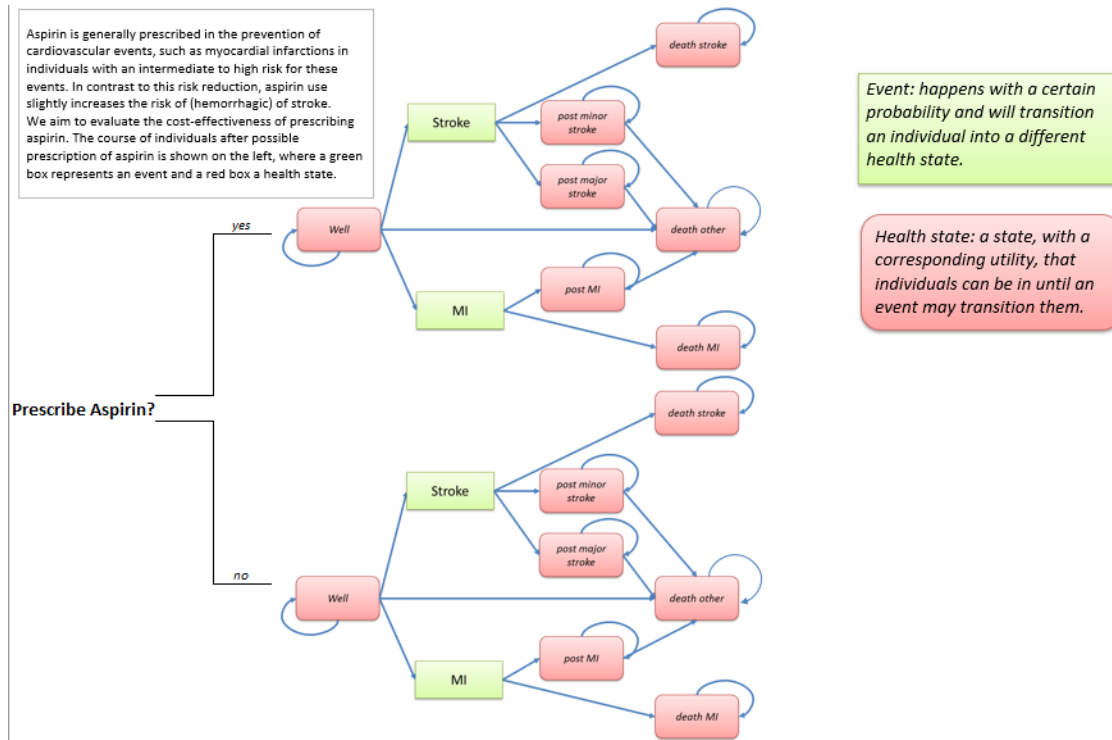 Aspirin is generally prescribed in the prevention of
cardiovascular events, such as myocardial infarctions in
individuals with an intermediate to high risk for these
events. In contrast to this risk reduction, aspirin use
slightly increases the risk of (hemorrhagic) of stroke.
We aim to evaluate the cost-effectiveness of prescribing
aspirin. The course of individuals after possible
prescription of aspirin is shown on the left, where a green
box represents an event and a red box a health state.
death stroke
Stroke
post minor
stroke
post major
stroke
yes
Well
death other
post MI
MI
death MI
Event: happens with a certain
probability and will transition
an individual into a different
health state.
Health state: a state, with a
corresponding utility, that
individuals can be in until an
event may transition them.
Prescribe Aspirin?
death stroke
Stroke
post minor
stroke
post major
stroke
no
Well
death other
post MI
MI
death MI